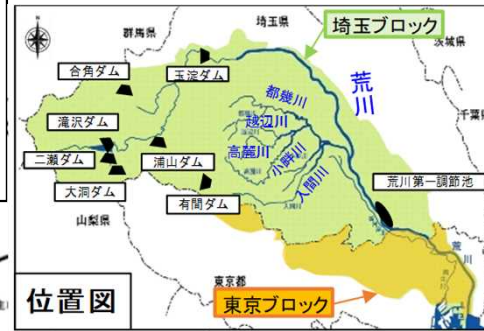 群馬県
埼玉県
埼玉ブロック
茨城県
合角ダム
玉淀ダム
荒川
千葉県
都幾川
滝沢ダム
越辺川
二瀬ダム
浦山ダム
高麗川
小畔川
入間川
荒川第一調節池
大洞ダム
有間ダム
山梨県
入間川
荒川
東京都
位置図
東京ブロック